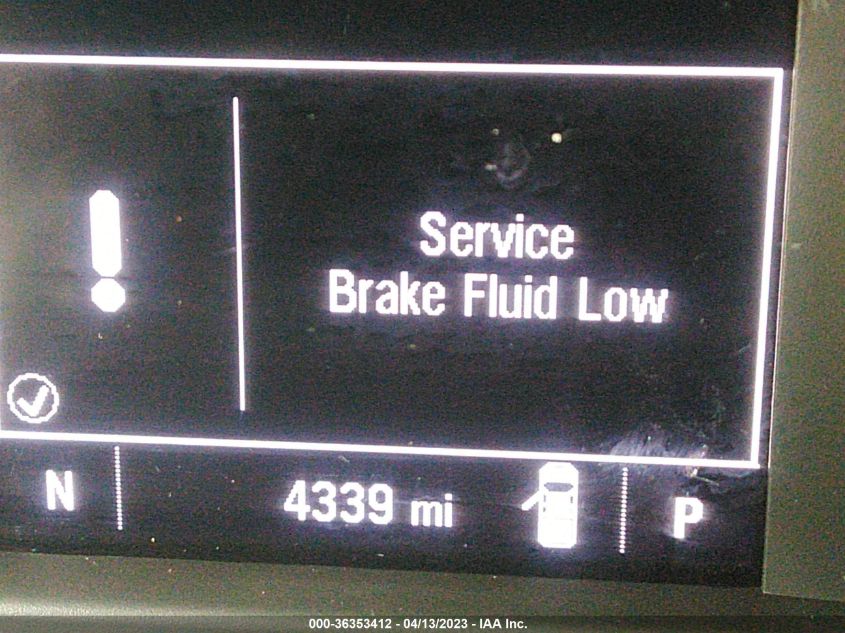 Service
Brake Fluid Low
N 4339 mi P
000-36353412 - 04/13/2023 - IAA Inc.